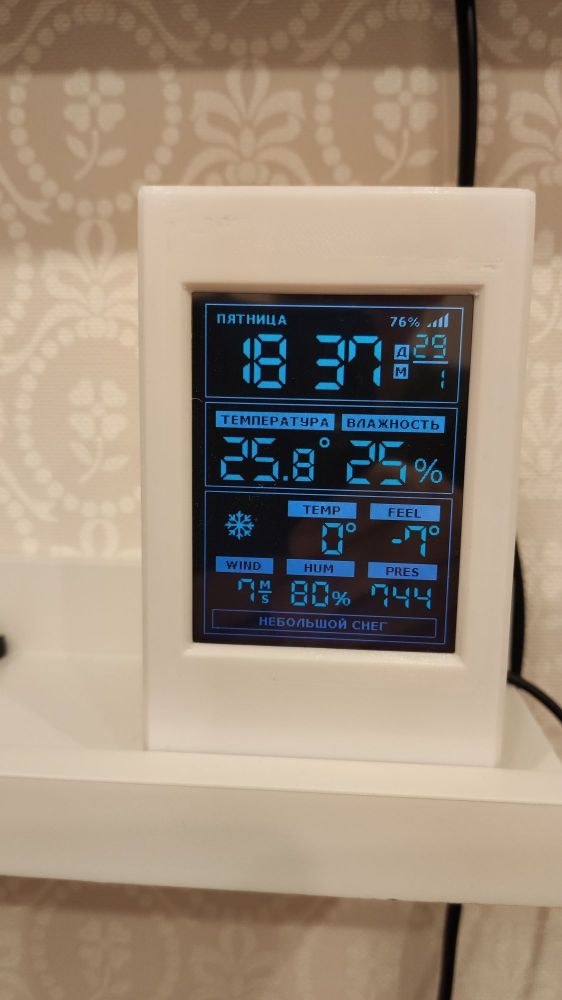 ПЯТНИЦА 76%
18 37 Д 29
М 1
ТЕМПЕРАТУРА ВЛАЖНОСТЬ
25.8° 25%
TEMP FEEL
0° -7°
WIND HUM PRES
7 M/S 80% 744
НЕБОЛЬШОЙ СНЕГ